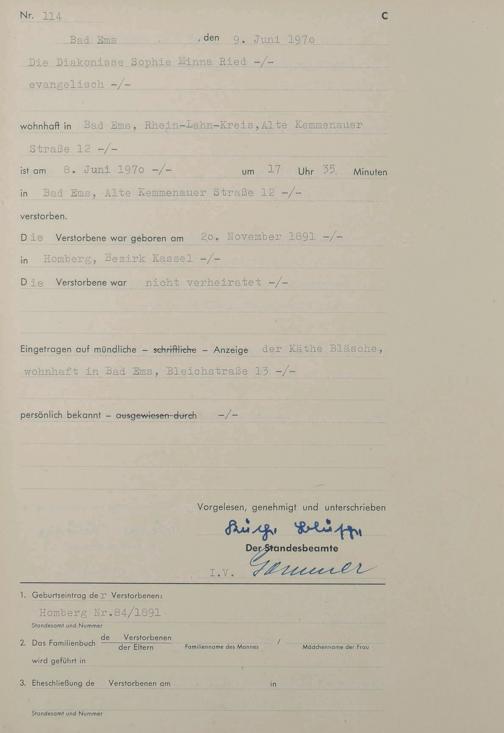 Nr. 114 C
Bad Ems , den 9. Juni 1970
Die Diakonisse Sophie Minna Ried -/-
evangelisch -/-
wohnhaft in Bad Ems, Rhein-Lahn-Kreis,Alte Kemmenauer
Straße 12 -/-
ist am 8. Juni 1970 -/- um 17 Uhr 35 Minuten
in Bad Ems, Alte Kemmenauer Straße 12 -/-
verstorben.
Die Verstorbene war geboren am 20. November 1891 -/-
in Homberg, Bezirk Kassel -/-
Die Verstorbene war nicht verheiratet -/-
Eingetragen auf mündliche – schriftliche – Anzeige der Käthe Bläsche,
wohnhaft in Bad Ems, Bleichstraße 13 -/-
persönlich bekannt – ausgewiesen durch -/-
Vorgelesen, genehmigt und unterschrieben
Der Standesbeamte
I.V. Sommer
1. Geburtseintrag der Verstorbenen:
Homberg Nr.84/1891
Standesamt und Nummer
2. Das Familienbuch de Verstorbenen / der Eltern Familienname des Mannes / Mädchenname der Frau
wird geführt in
3. Eheschließung de Verstorbenen am in
Standesamt und Nummer